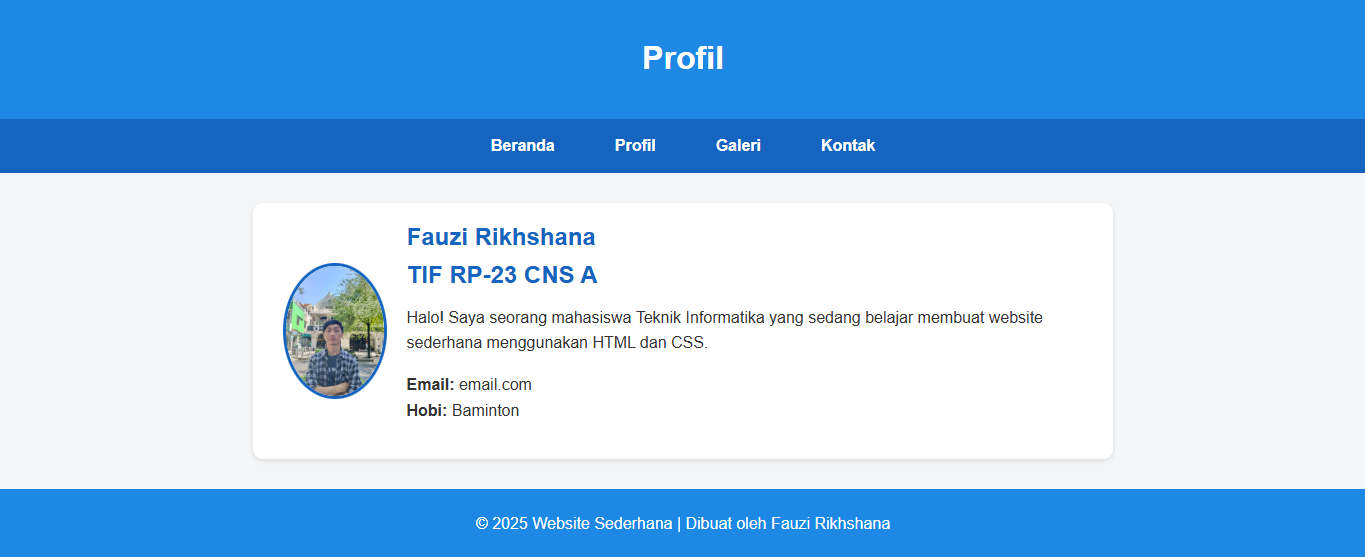 Profil
Beranda Profil Galeri Kontak
Fauzi Rikhshana
TIF RP-23 CNS A
Halo! Saya seorang mahasiswa Teknik Informatika yang sedang belajar membuat website
sederhana menggunakan HTML dan CSS.
Email: email.com
Hobi: Baminton
© 2025 Website Sederhana | Dibuat oleh Fauzi Rikhshana